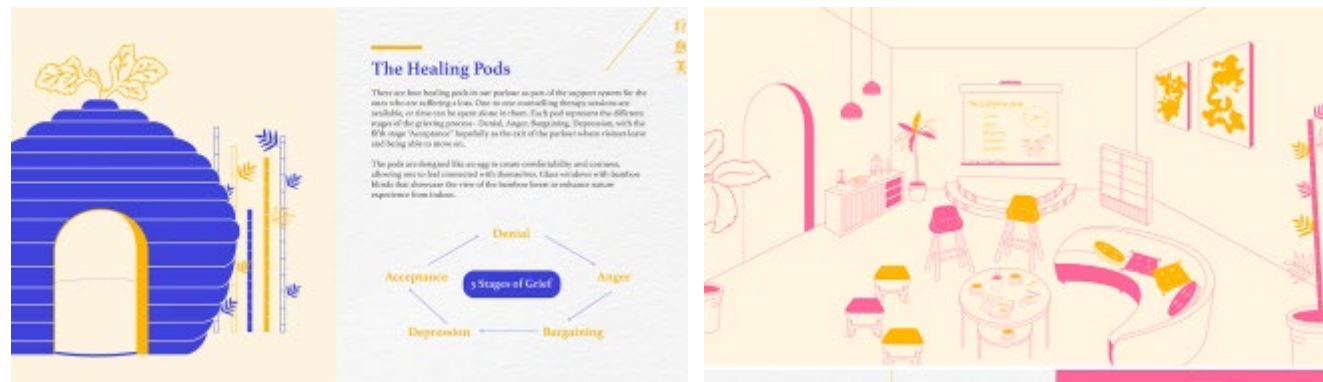 The Healing Pods
There are four healing pods in our parlour as part of the support system for the
ones who are suffering a loss. One to one counselling therapy sessions are
available, or time can be spent alone in them. Each pod represent the different
stages of the grieving process - Denial, Anger, Bargaining, Depression, with the
fifth stage "Acceptance" hopefully as the exit of the parlour where visitors leave
and being able to move on.
The pods are designed like an egg to create comfortability and cosiness,
allowing one to feel connected with themselves. Glass windows with bamboo
blinds that showcase the view of the bamboo forest to enhance nature
experience from indoor.
Denial
Acceptance
5 Stages of Grief
Anger
Depression
Bargaining